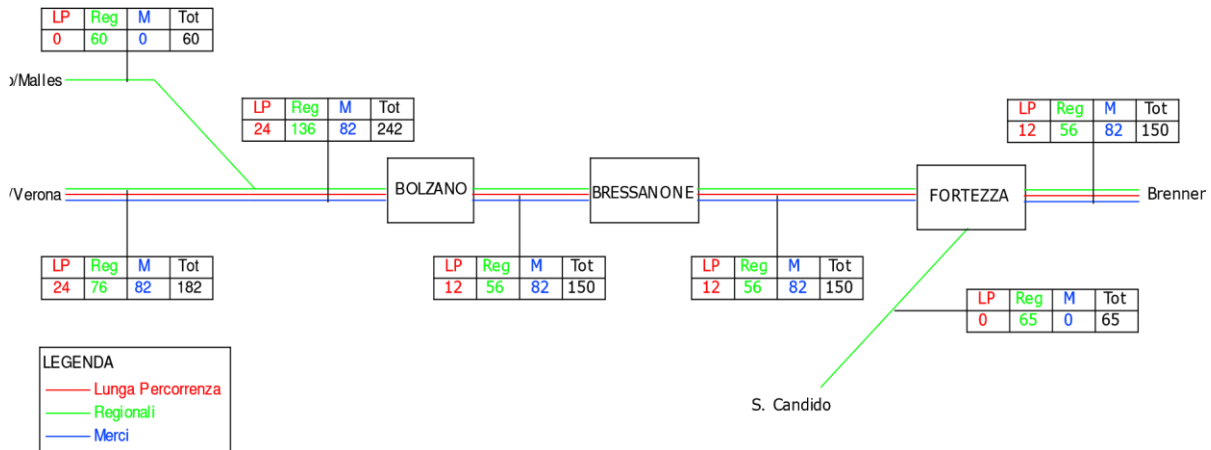 LP Reg M Tot
0 60 0 60
o/Malles
LP Reg M Tot
24 136 82 242
LP Reg M Tot
12 56 82 150
BOLZANO
BRESSANONE
FORTEZZA
/Verona
Brenner
LP Reg M Tot
24 76 82 182
LP Reg M Tot
12 56 82 150
LP Reg M Tot
12 56 82 150
LP Reg M Tot
0 65 0 65
LEGENDA
Lunga Percorrenza
Regionali
Merci
S. Candido